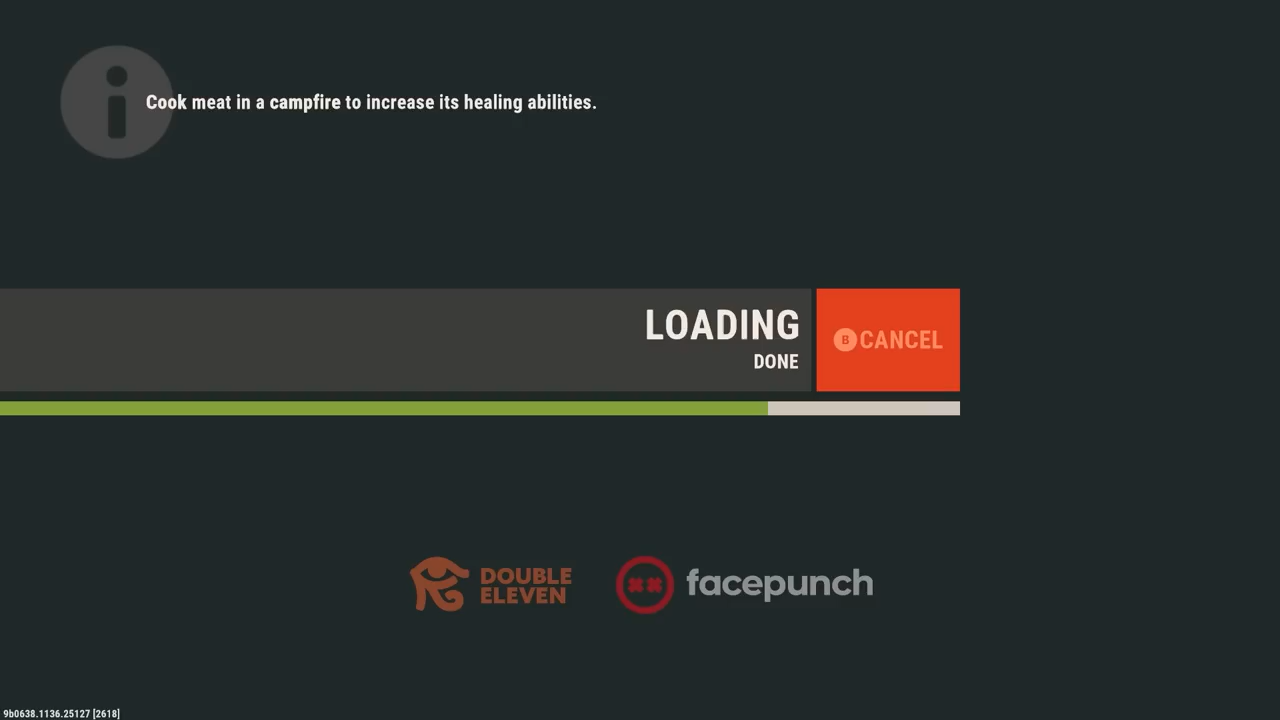 Cook meat in a campfire to increase its healing abilities.
LOADING
DONE
B CANCEL
DOUBLE
ELEVEN
facepunch
9b0638.1136.25127 [2618]